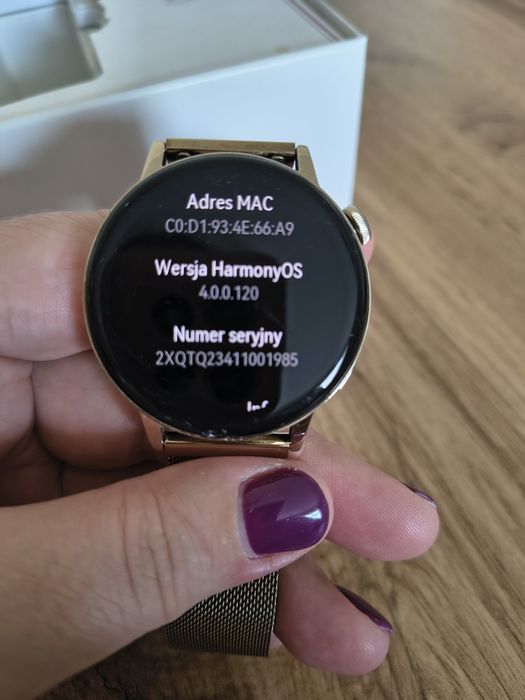 Adres MAC
C0:D1:93:4E:66:A9
Wersja HarmonyOS
4.0.0.120
Numer seryjny
2XQTQ23411001985